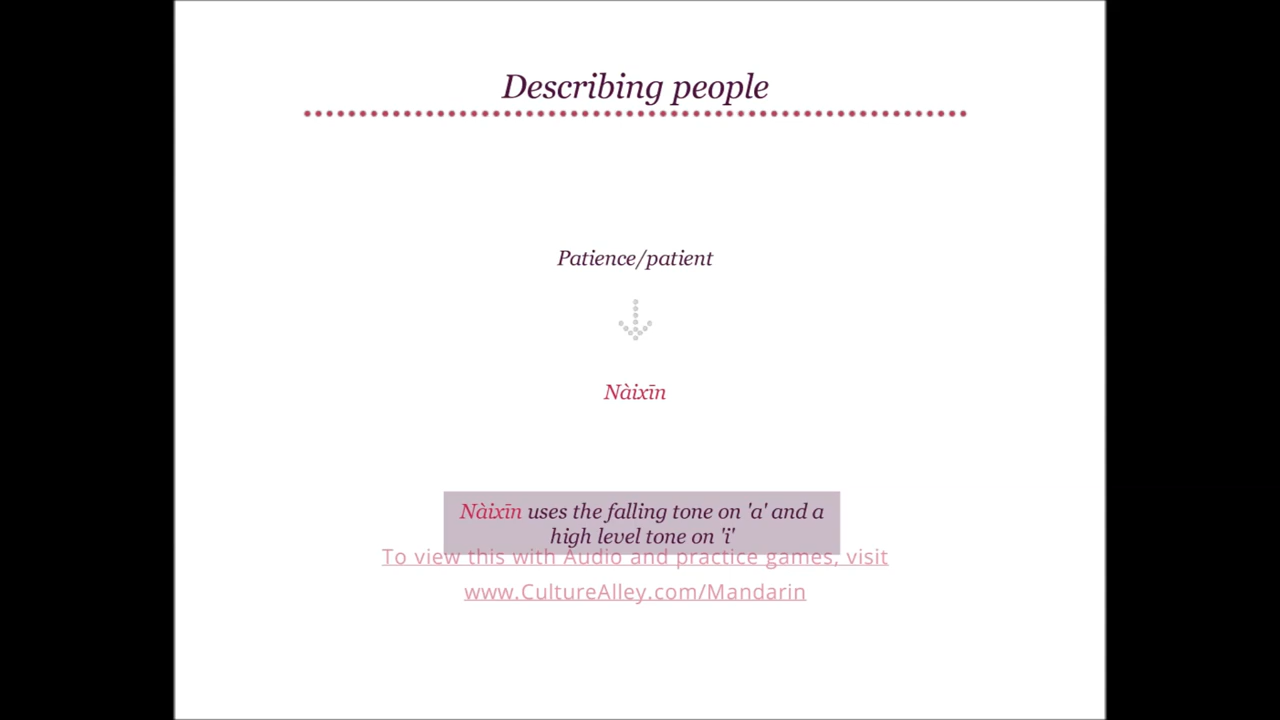 Describing people
Patience/patient
Nàixīn
Nàixīn uses the falling tone on 'a' and a
high level tone on 'i'
To view this with Audio and practice games, visit
www.CultureAlley.com/Mandarin